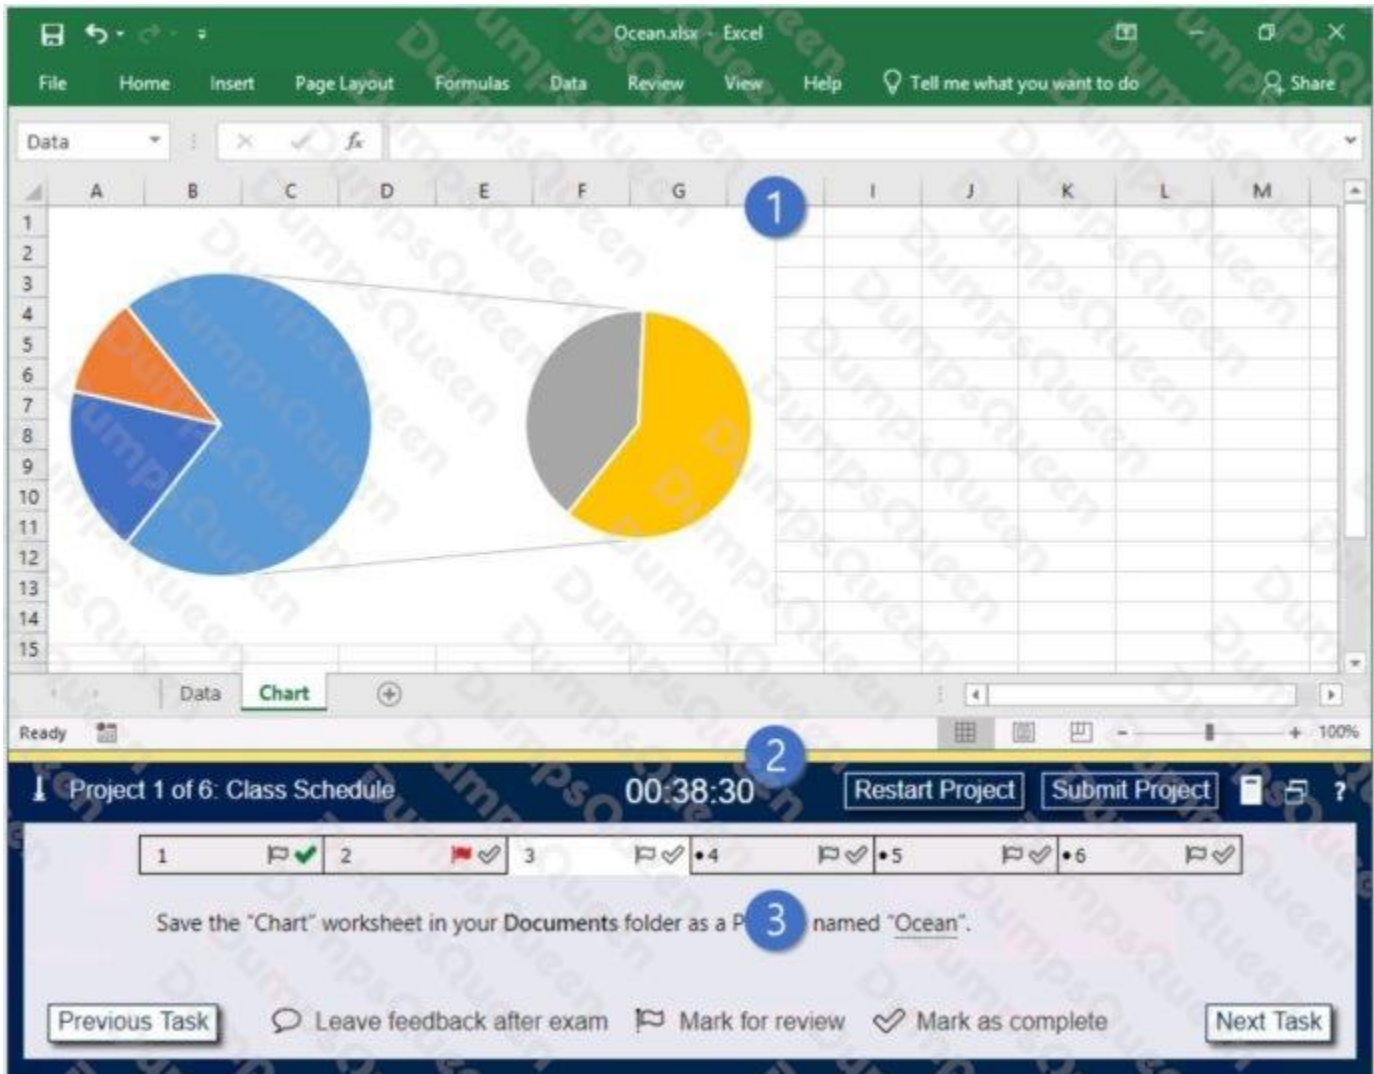 Ocean.xlsx - Excel
File Home Insert Page Layout Formulas Data Review View Help Tell me what you want to do Share
Data fx
A B C D E F G I J K L M
1
1
2
3
4
5
6
7
8
9
10
11
12
13
14
15
Data Chart
Ready 100%
2
Project 1 of 6: Class Schedule 00:38:30 Restart Project Submit Project ?
1 2 3 •4 •5 •6
Save the "Chart" worksheet in your Documents folder as a P 3 named "Ocean".
Previous Task Leave feedback after exam Mark for review Mark as complete Next Task
DumpsQueen